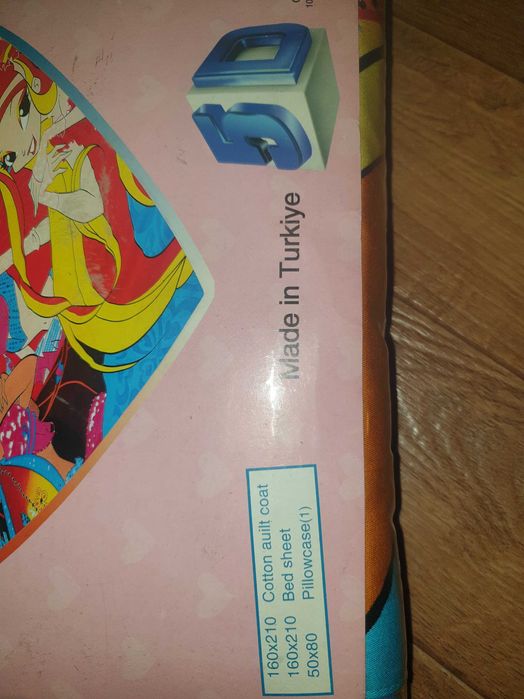 5D
Made in Turkiye
160x210 Cotton auilt coat
160x210 Bed sheet
50x80 Pillowcase(1)